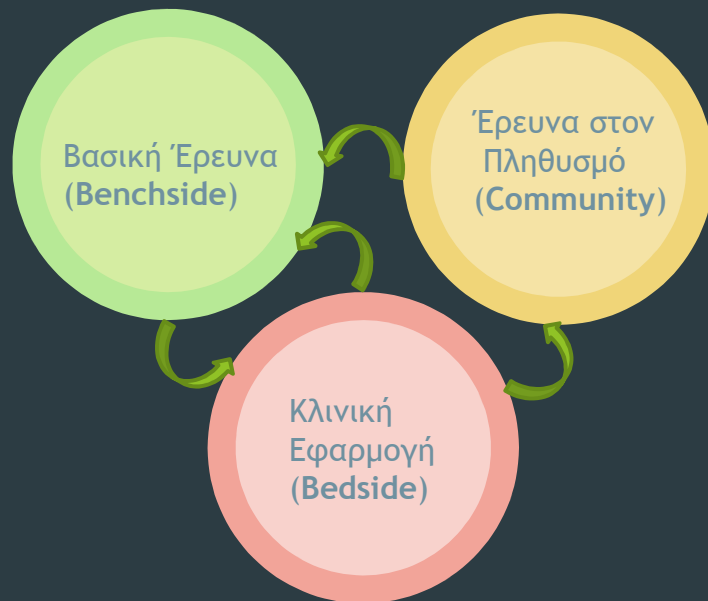 Βασική Έρευνα
(Benchside)
Έρευνα στον
Πληθυσμό
(Community)
Κλινική
Εφαρμογή
(Bedside)